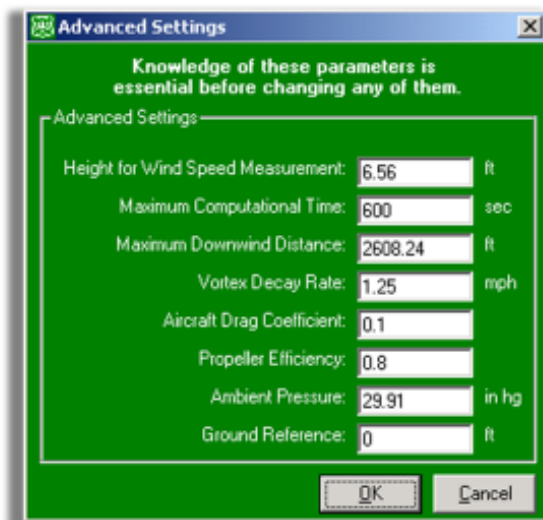 Advanced Settings
Knowledge of these parameters is
essential before changing any of them.
Advanced Settings
Height for Wind Speed Measurement: 6.56 ft
Maximum Computational Time: 600 sec
Maximum Downwind Distance: 2608.24 ft
Vortex Decay Rate: 1.25 mph
Aircraft Drag Coefficient: 0.1
Propeller Efficiency: 0.8
Ambient Pressure: 29.91 in hg
Ground Reference: 0 ft
OK Cancel